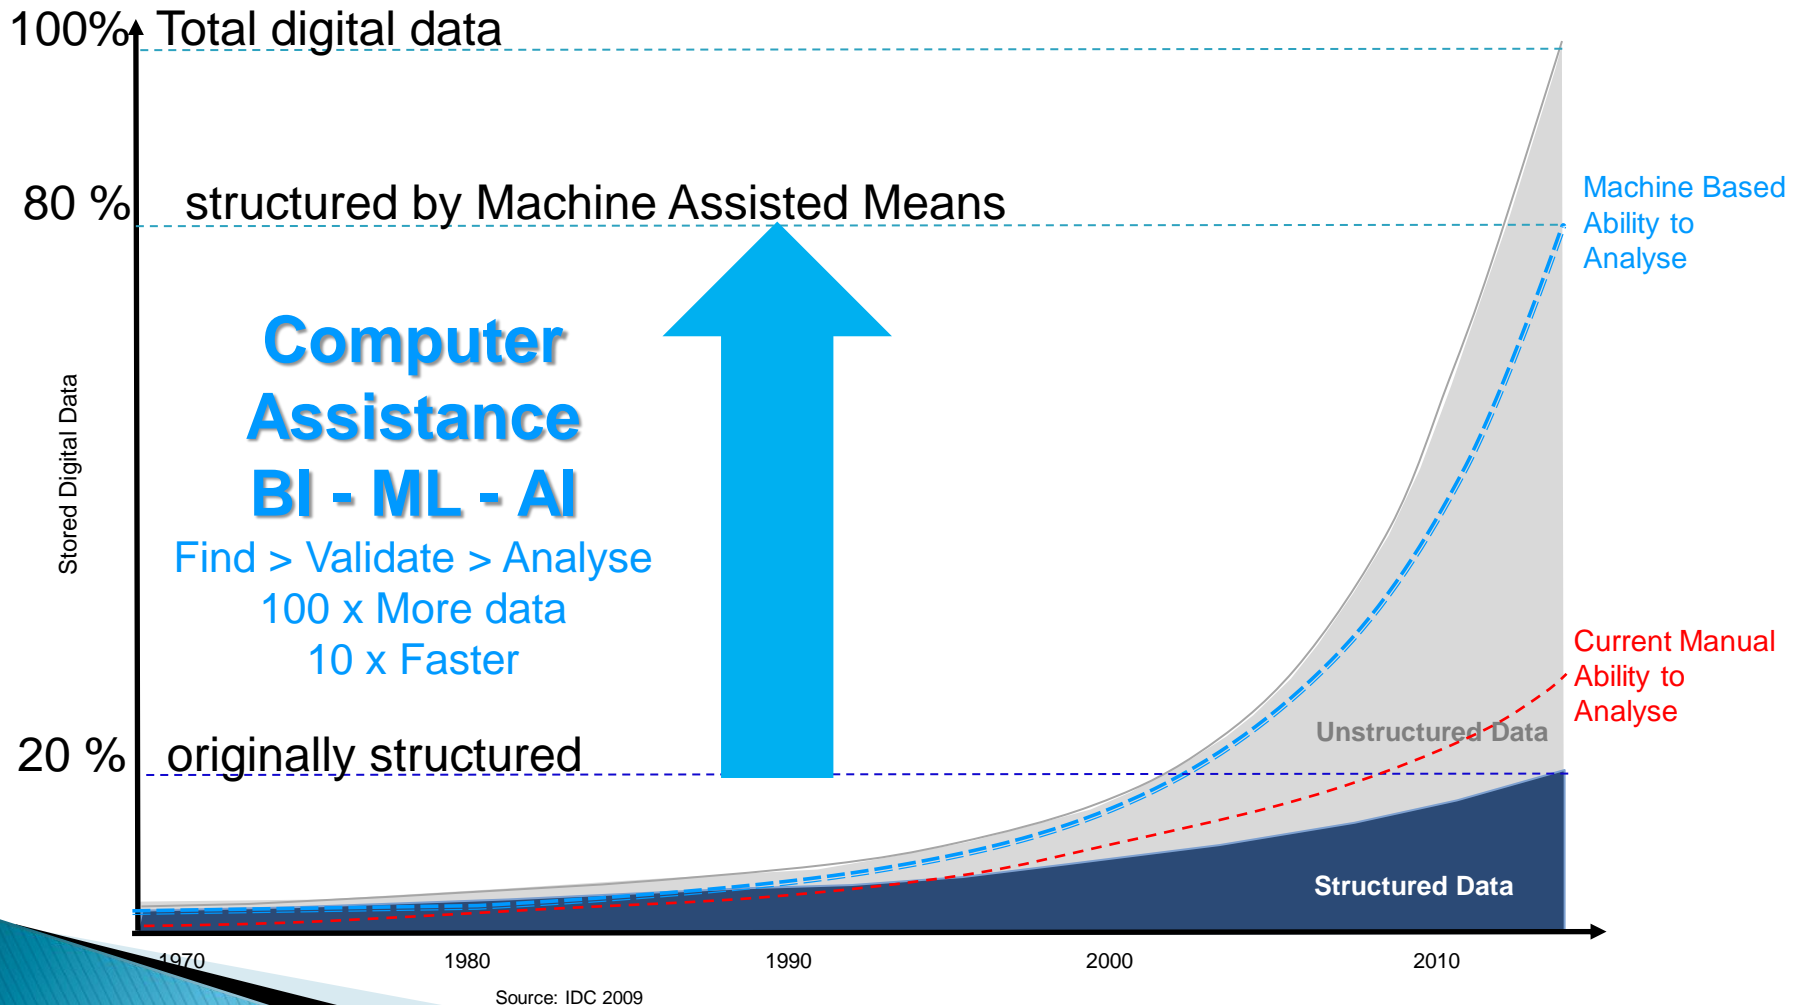 100% Total digital data
80 % structured by Machine Assisted Means
Machine Based
Ability to
Analyse
Computer
Assistance
BI - ML - AI
Find > Validate > Analyse
100 x More data
10 x Faster
Stored Digital Data
Current Manual
Ability to
Analyse
Unstructured Data
20 % originally structured
Structured Data
1970 1980 1990 2000 2010
Source: IDC 2009